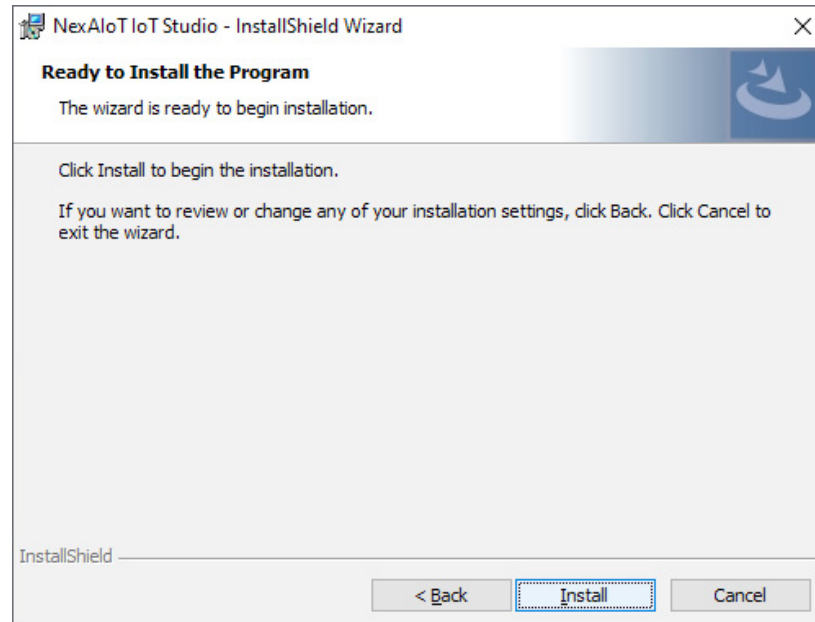 NexAIoT IoT Studio - InstallShield Wizard
Ready to Install the Program
The wizard is ready to begin installation.
Click Install to begin the installation.
If you want to review or change any of your installation settings, click Back. Click Cancel to
exit the wizard.
InstallShield
< Back Install Cancel